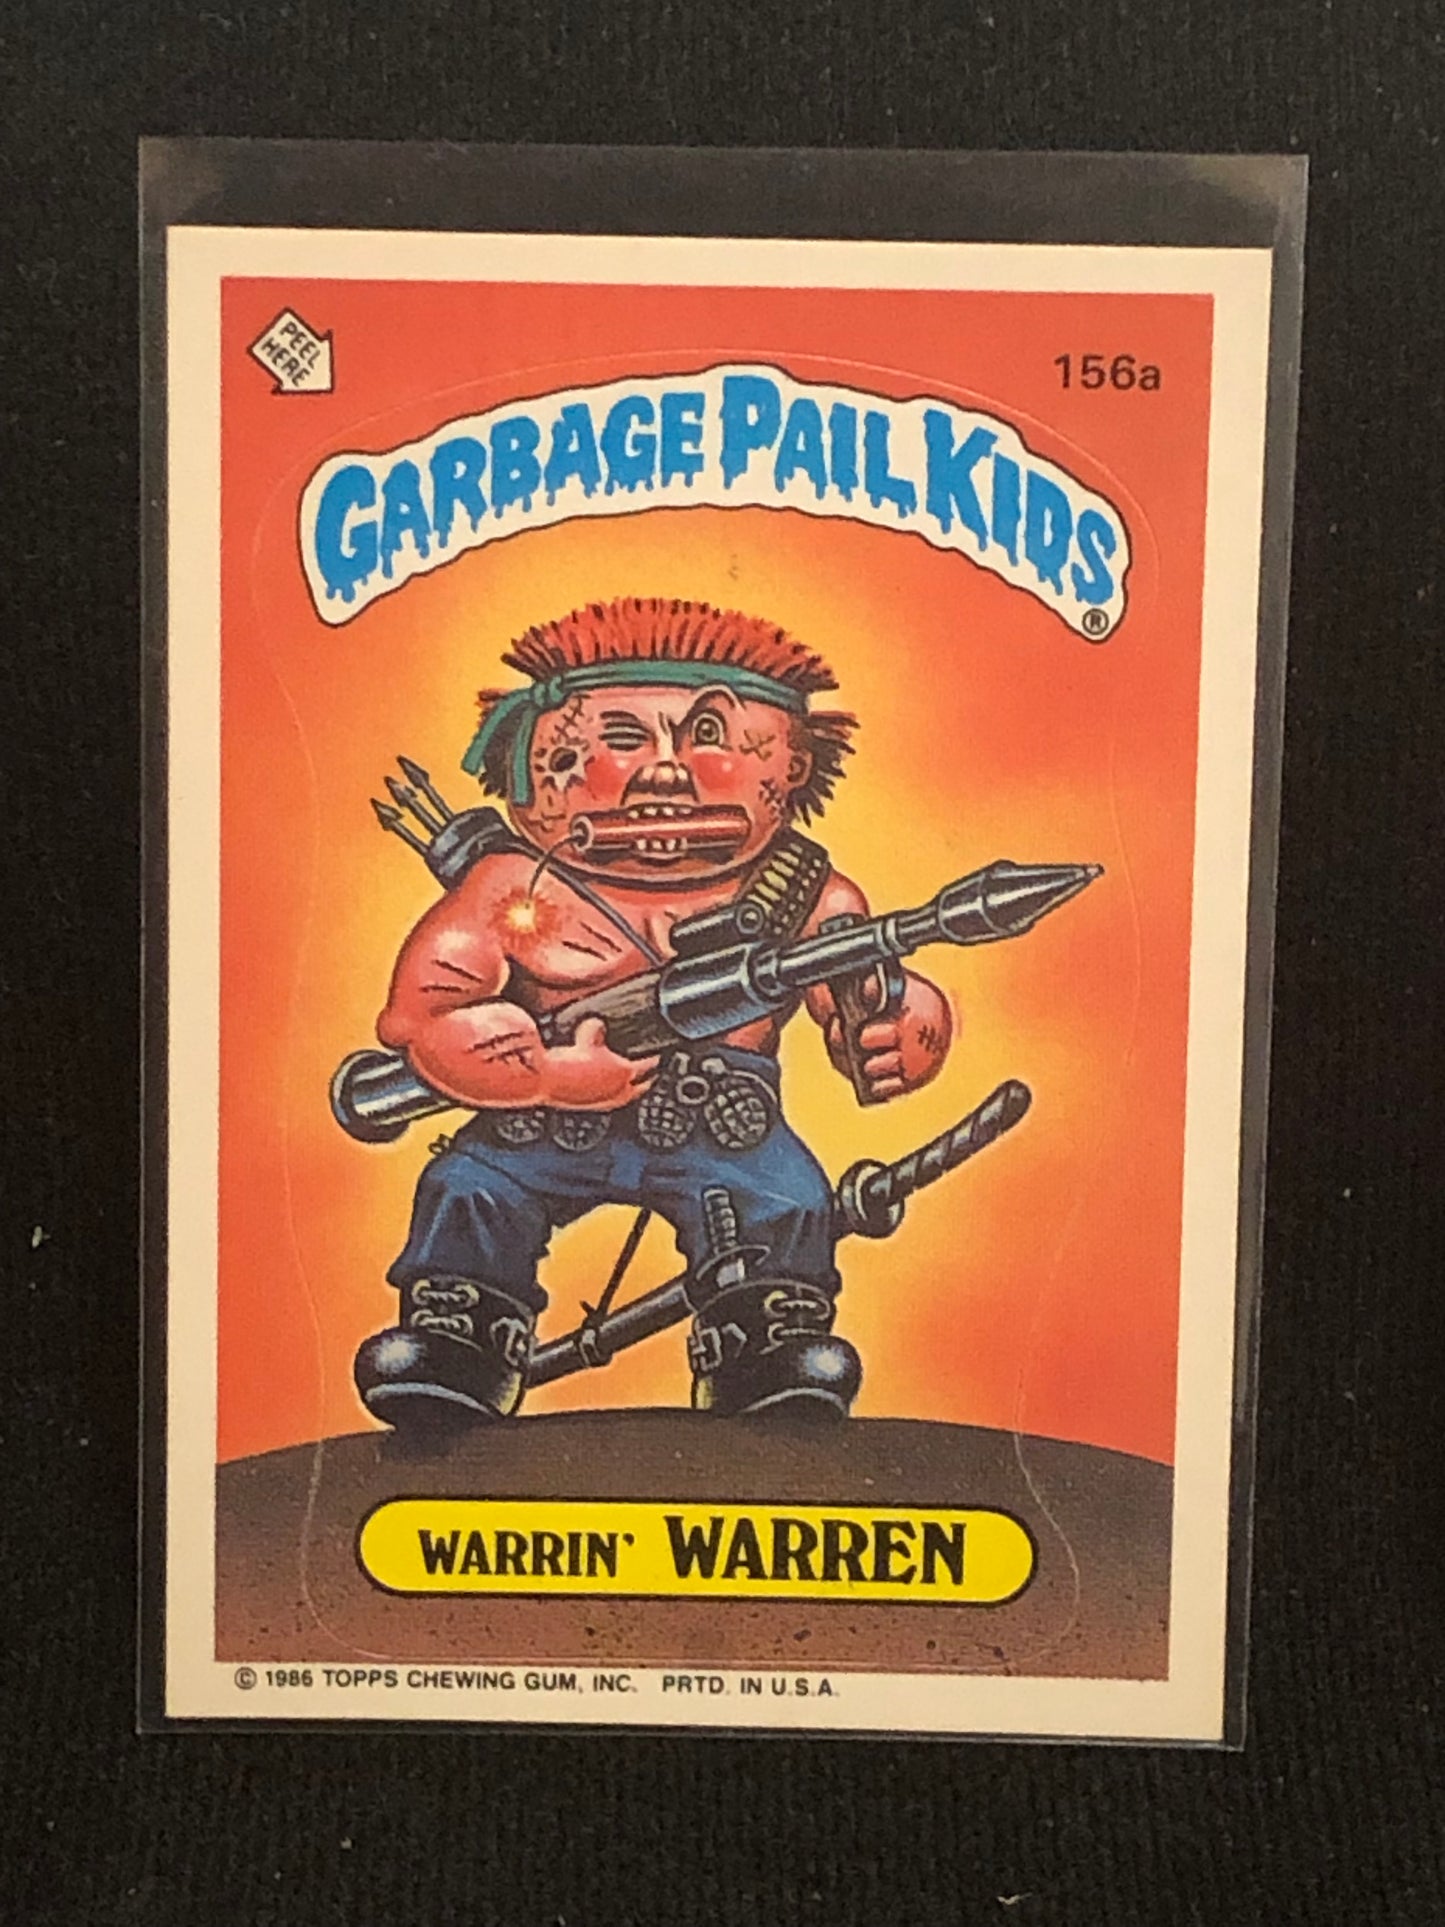 PEEL
HERE
156a
GARBAGE PAIL KIDS
®
WARRIN' WARREN
© 1986 TOPPS CHEWING GUM, INC. PRTD. IN U.S.A.